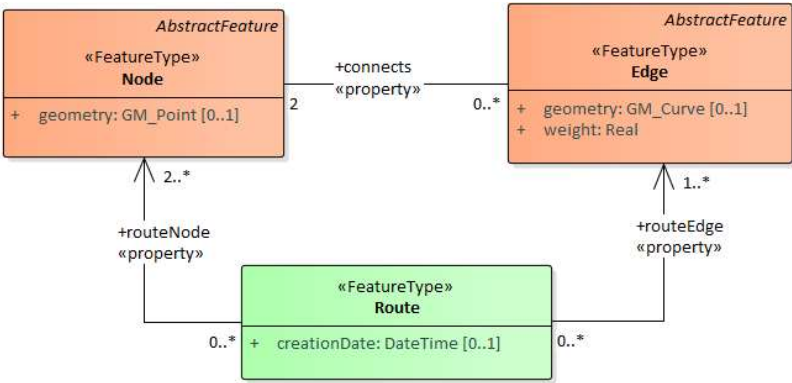 AbstractFeature
«FeatureType»
Node
+ geometry: GM_Point [0..1]
+connects
«property»
2
0..*
AbstractFeature
«FeatureType»
Edge
+ geometry: GM_Curve [0..1]
+ weight: Real
2..*
1..*
+routeNode
«property»
+routeEdge
«property»
«FeatureType»
Route
0..*
+ creationDate: DateTime [0..1]
0..*